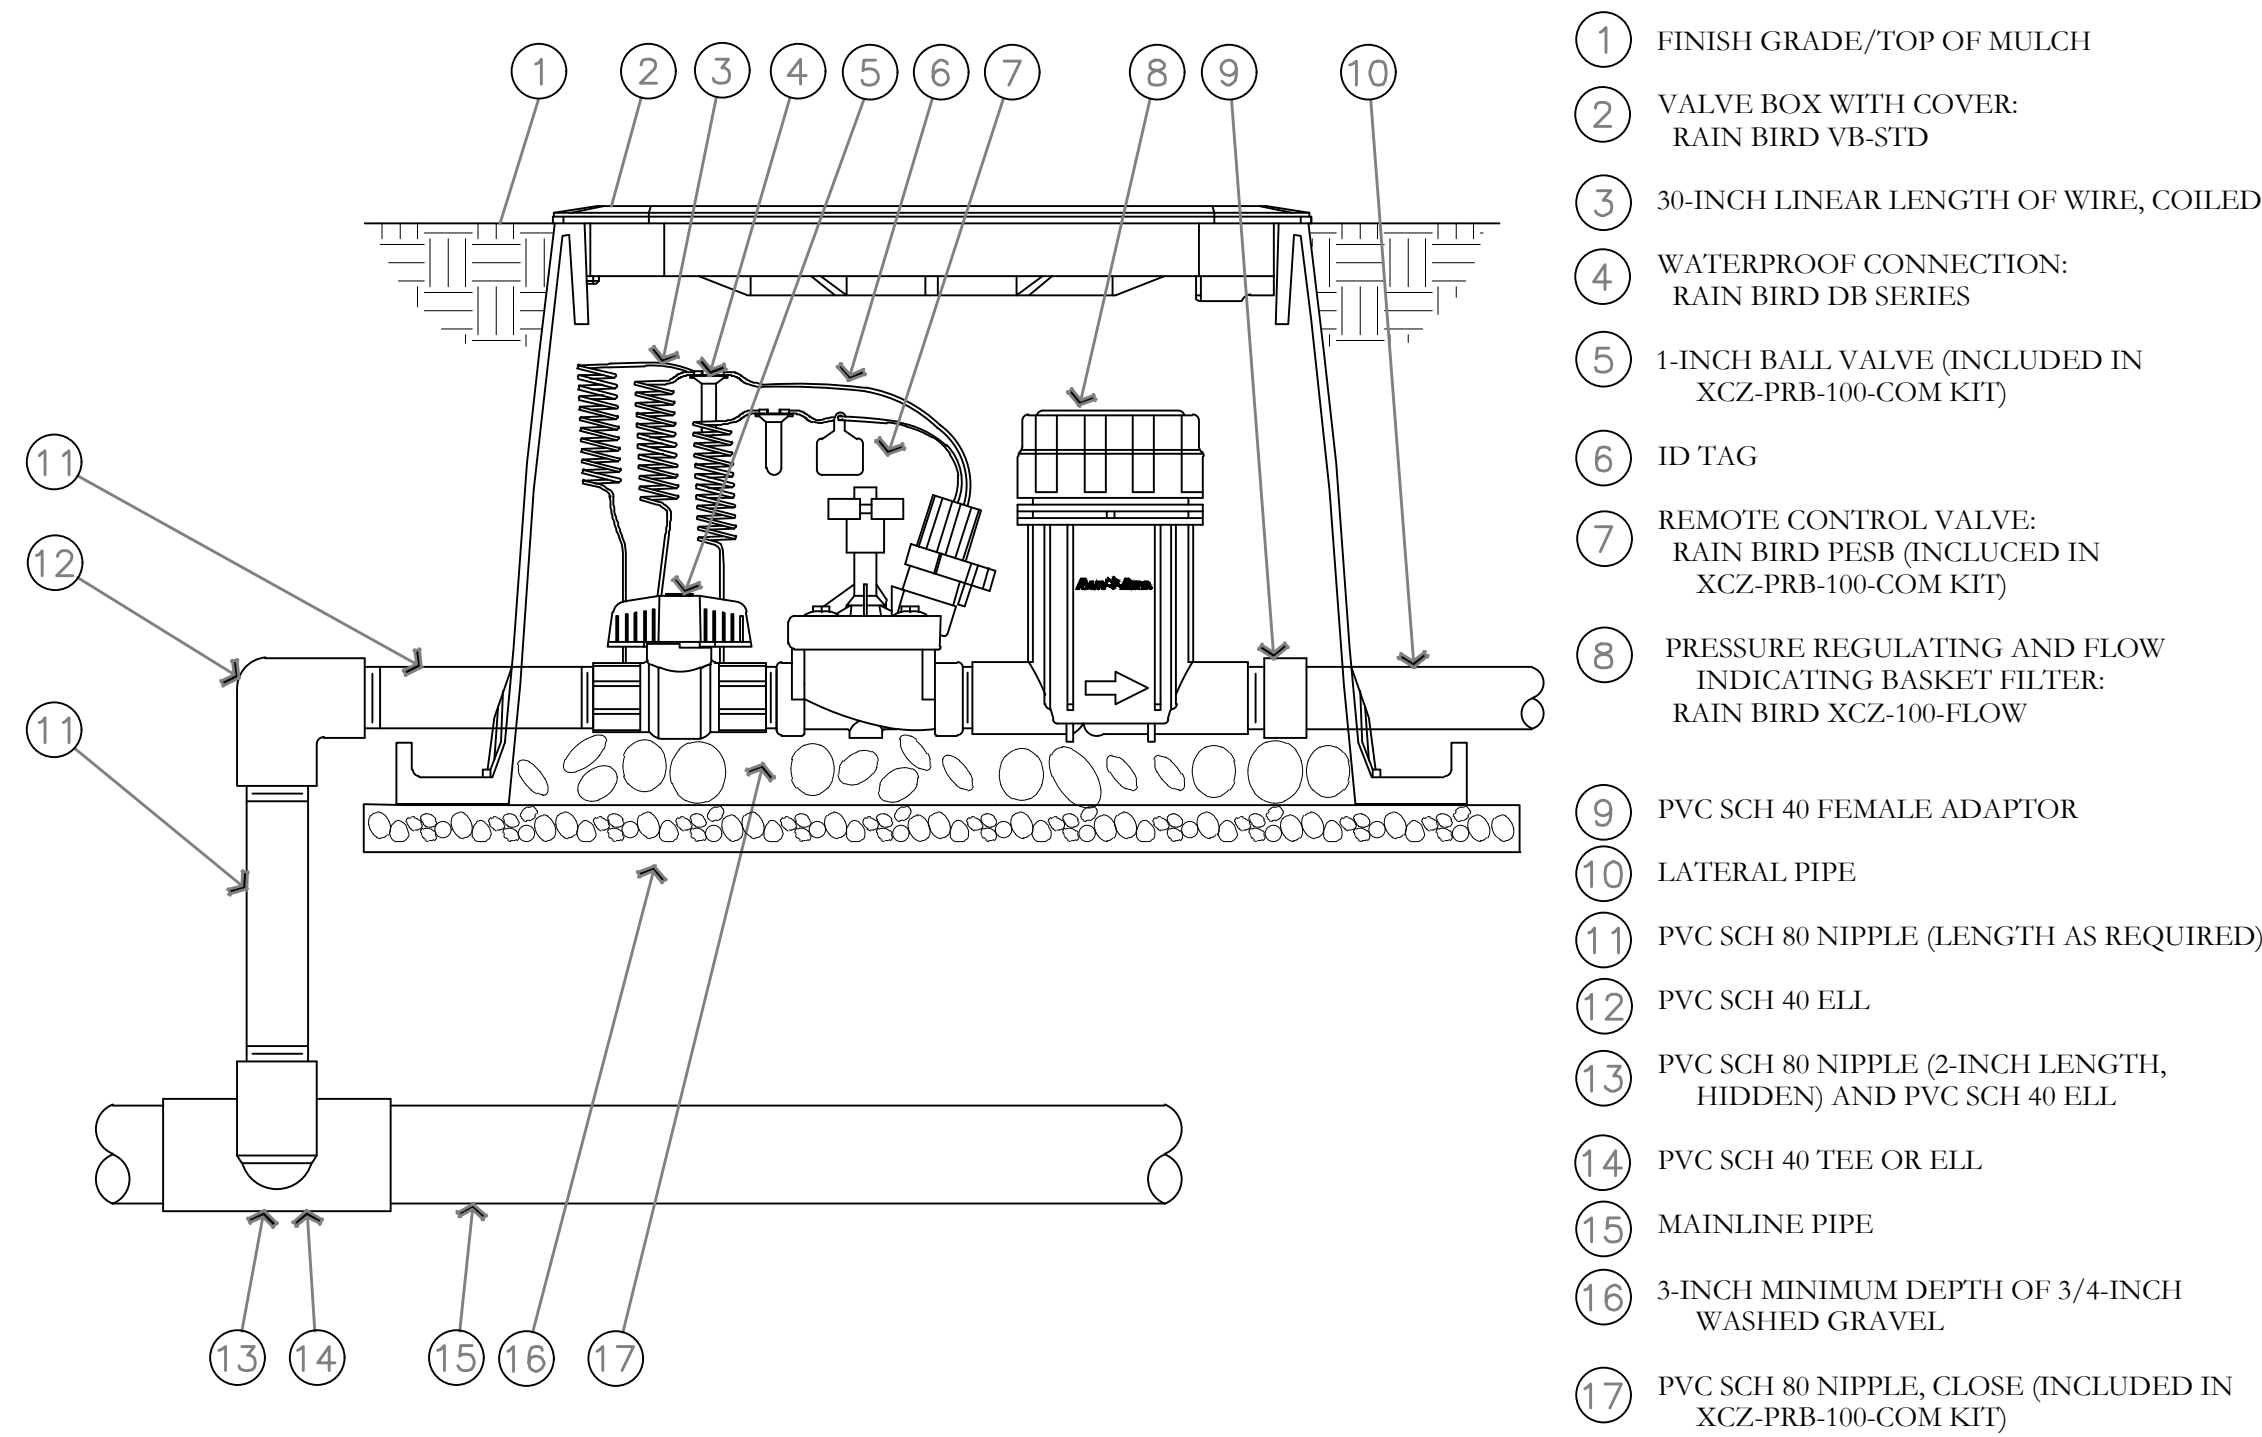 1 2 3 4 5 6 7 8 9 10
11
12
11
13 14 15 16 17
RAIN BIRD
1 FINISH GRADE/TOP OF MULCH
2 VALVE BOX WITH COVER:
RAIN BIRD VB-STD
3 30-INCH LINEAR LENGTH OF WIRE, COILED
4 WATERPROOF CONNECTION:
RAIN BIRD DB SERIES
5 1-INCH BALL VALVE (INCLUDED IN
XCZ-PRB-100-COM KIT)
6 ID TAG
7 REMOTE CONTROL VALVE:
RAIN BIRD PESB (INCLUCED IN
XCZ-PRB-100-COM KIT)
8 PRESSURE REGULATING AND FLOW
INDICATING BASKET FILTER:
RAIN BIRD XCZ-100-FLOW
9 PVC SCH 40 FEMALE ADAPTOR
10 LATERAL PIPE
11 PVC SCH 80 NIPPLE (LENGTH AS REQUIRED)
12 PVC SCH 40 ELL
13 PVC SCH 80 NIPPLE (2-INCH LENGTH,
HIDDEN) AND PVC SCH 40 ELL
14 PVC SCH 40 TEE OR ELL
15 MAINLINE PIPE
16 3-INCH MINIMUM DEPTH OF 3/4-INCH
WASHED GRAVEL
17 PVC SCH 80 NIPPLE, CLOSE (INCLUDED IN
XCZ-PRB-100-COM KIT)